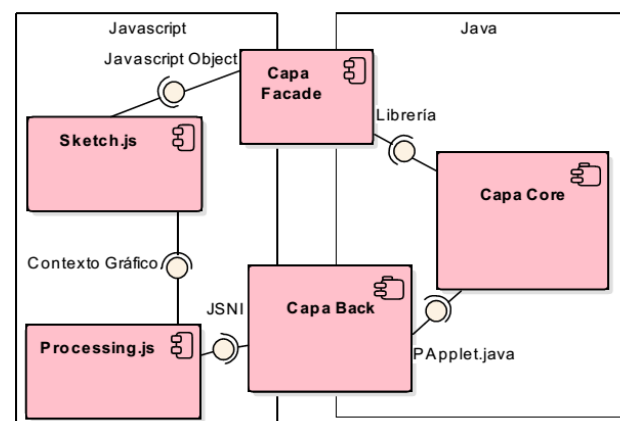 Javascript
Java
Javascript Object
Capa
Facade
Librería
Sketch.js
Capa Core
Contexto Gráfico
JSNI
Capa Back
Processing.js
PApplet.java